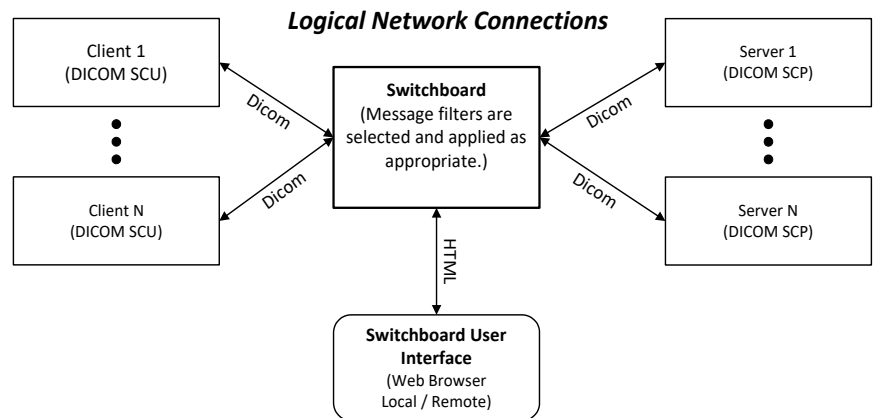 Logical Network Connections
Client 1
(DICOM SCU)
Dicom
Client N
(DICOM SCU)
Dicom
Switchboard
(Message filters are
selected and applied as
appropriate.)
Dicom
Server 1
(DICOM SCP)
Dicom
Server N
(DICOM SCP)
HTML
Switchboard User
Interface
(Web Browser
Local / Remote)